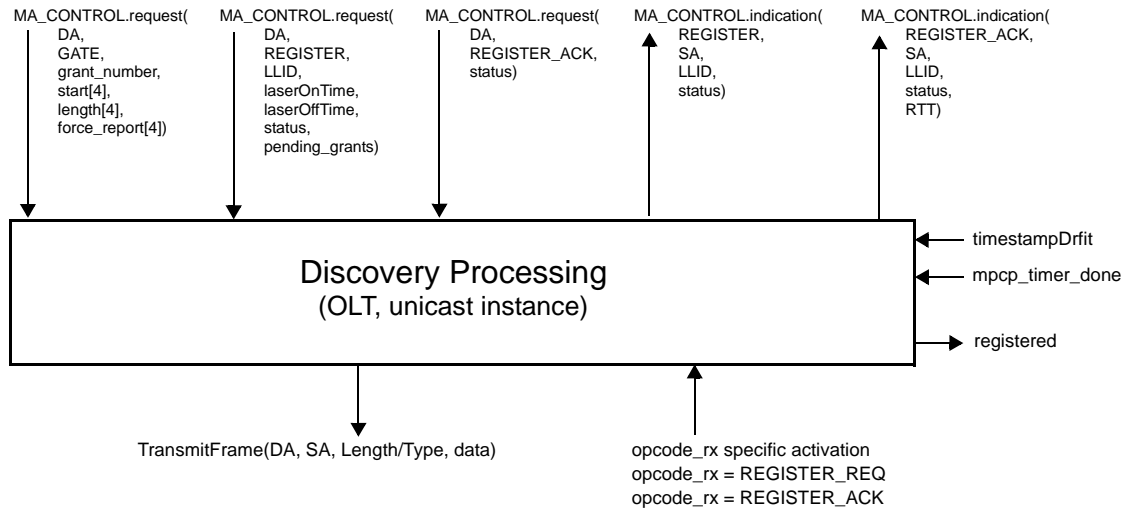 MA_CONTROL.request(
DA,
GATE,
grant_number,
start[4],
length[4],
force_report[4])
MA_CONTROL.request(
DA,
REGISTER,
LLID,
laserOnTime,
laserOffTime,
status,
pending_grants)
MA_CONTROL.request(
DA,
REGISTER_ACK,
status)
MA_CONTROL.indication(
REGISTER,
SA,
LLID,
status)
MA_CONTROL.indication(
REGISTER_ACK,
SA,
LLID,
status,
RTT)
timestampDrfit
mpcp_timer_done
registered
Discovery Processing
(OLT, unicast instance)
TransmitFrame(DA, SA, Length/Type, data)
opcode_rx specific activation
opcode_rx = REGISTER_REQ
opcode_rx = REGISTER_ACK